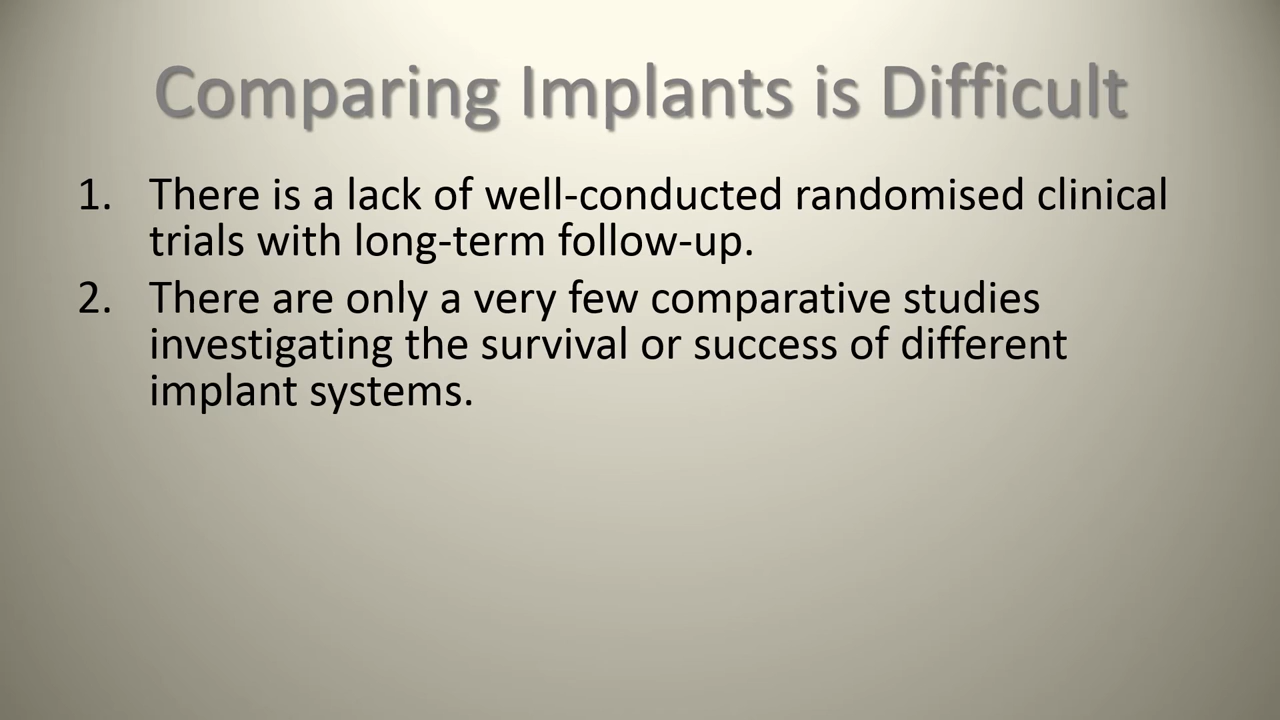 Comparing Implants is Difficult
1. There is a lack of well-conducted randomised clinical
trials with long-term follow-up.
2. There are only a very few comparative studies
investigating the survival or success of different
implant systems.